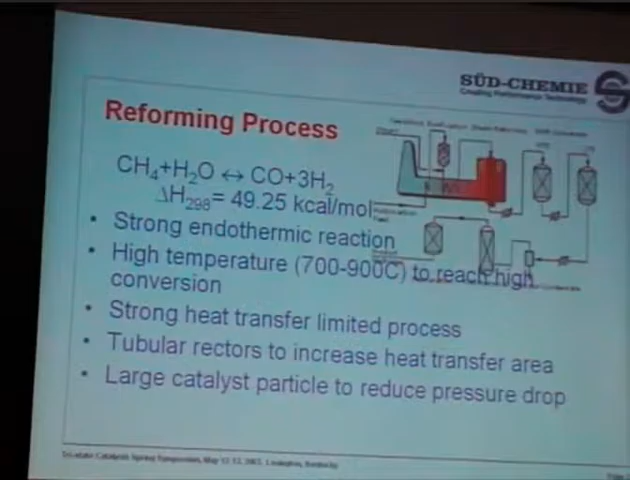 SÜD-CHEMIE
Creating Performance Technology
Reforming Process
CH₄+H₂O ↔ CO+3H₂
ΔH₂₉₈= 49.25 kcal/mol
• Strong endothermic reaction
• High temperature (700-900C) to reach high
conversion
• Strong heat transfer limited process
• Tubular rectors to increase heat transfer area
• Large catalyst particle to reduce pressure drop